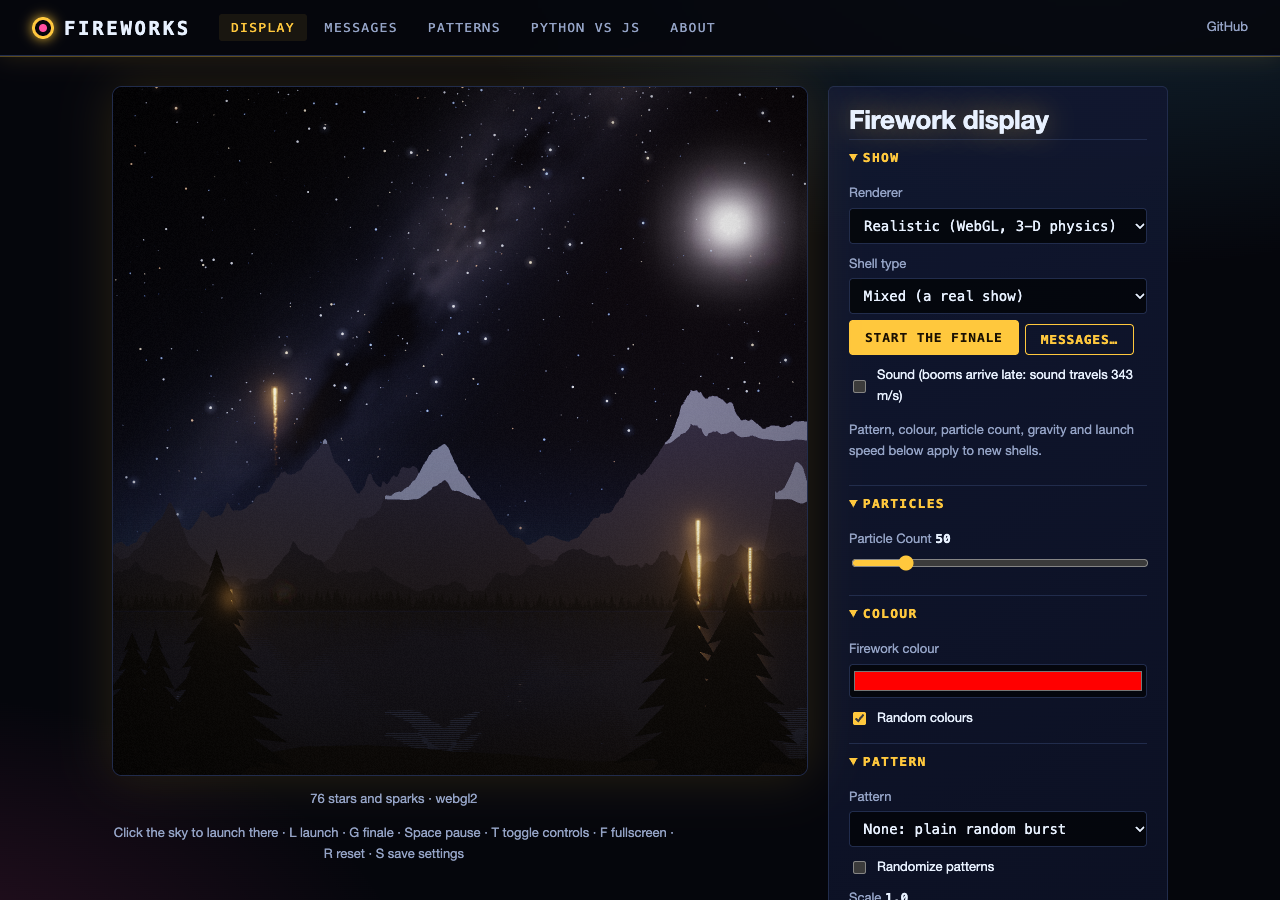 FIREWORKS
DISPLAY MESSAGES PATTERNS PYTHON VS JS ABOUT GitHub
Firework display
SHOW
Renderer
Realistic (WebGL, 3-D physics)
Shell type
Mixed (a real show)
START THE FINALE MESSAGES…
Sound (booms arrive late: sound travels 343
m/s)
Pattern, colour, particle count, gravity and launch
speed below apply to new shells.
PARTICLES
Particle Count 50
COLOUR
Firework colour
Random colours
PATTERN
Pattern
None: plain random burst
Randomize patterns
Scale 1.0
76 stars and sparks · webgl2
Click the sky to launch there · L launch · G finale · Space pause · T toggle controls · F fullscreen ·
R reset · S save settings